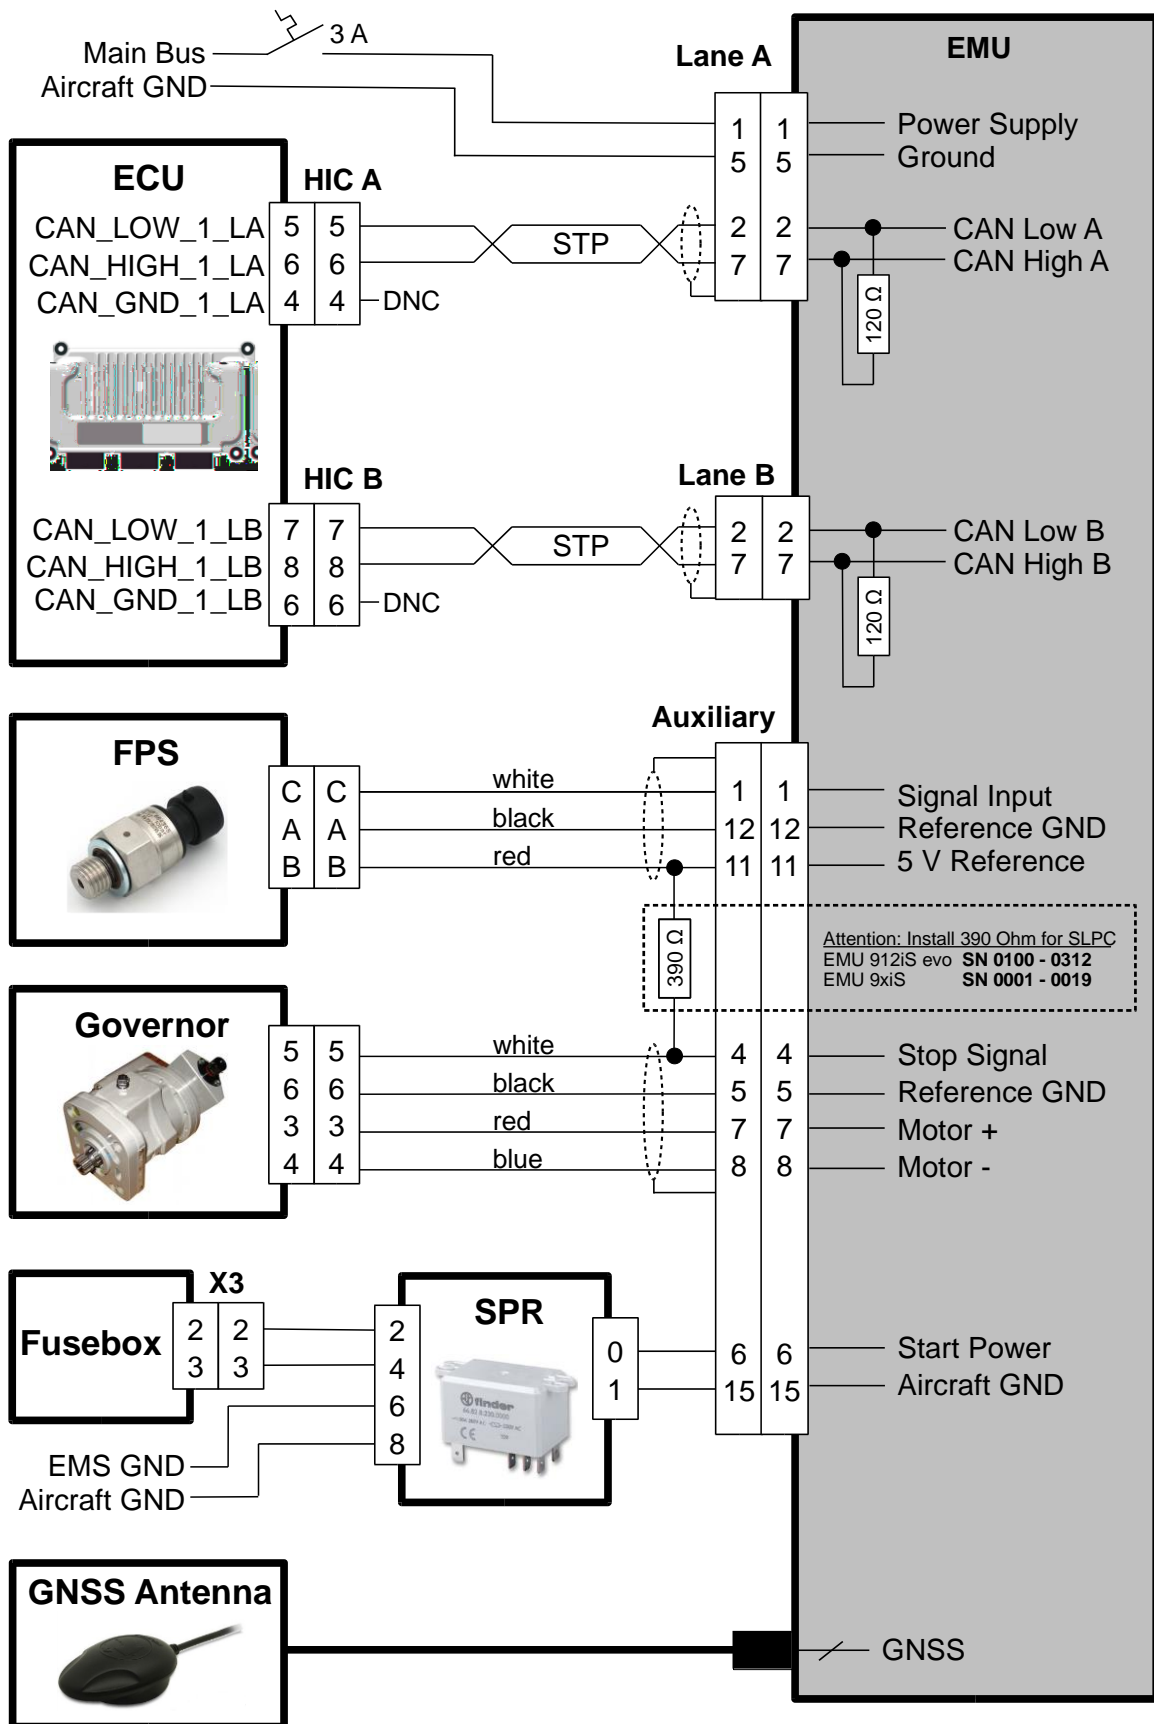 3 A
Main Bus
Aircraft GND
Lane A
EMU
1 1 Power Supply
5 5 Ground
ECU
HIC A
CAN_LOW_1_LA 5 5 STP 2 2 CAN Low A
CAN_HIGH_1_LA 6 6 7 7 CAN High A
CAN_GND_1_LA 4 4 DNC
120 Ω
HIC B
Lane B
CAN_LOW_1_LB 7 7 STP 2 2 CAN Low B
CAN_HIGH_1_LB 8 8 7 7 CAN High B
CAN_GND_1_LB 6 6 DNC
120 Ω
Auxiliary
FPS
C C white 1 1 Signal Input
A A black 12 12 Reference GND
B B red 11 11 5 V Reference
390 Ω
Attention: Install 390 Ohm for SLPC
EMU 912iS evo SN 0100 - 0312
EMU 9xiS SN 0001 - 0019
Governor
5 5 white 4 4 Stop Signal
6 6 black 5 5 Reference GND
3 3 red 7 7 Motor +
4 4 blue 8 8 Motor -
X3
Fusebox
2 2
3 3
SPR
2
4
6
8
finder
CE
0 6 6 Start Power
1 15 15 Aircraft GND
EMS GND
Aircraft GND
GNSS Antenna
GNSS